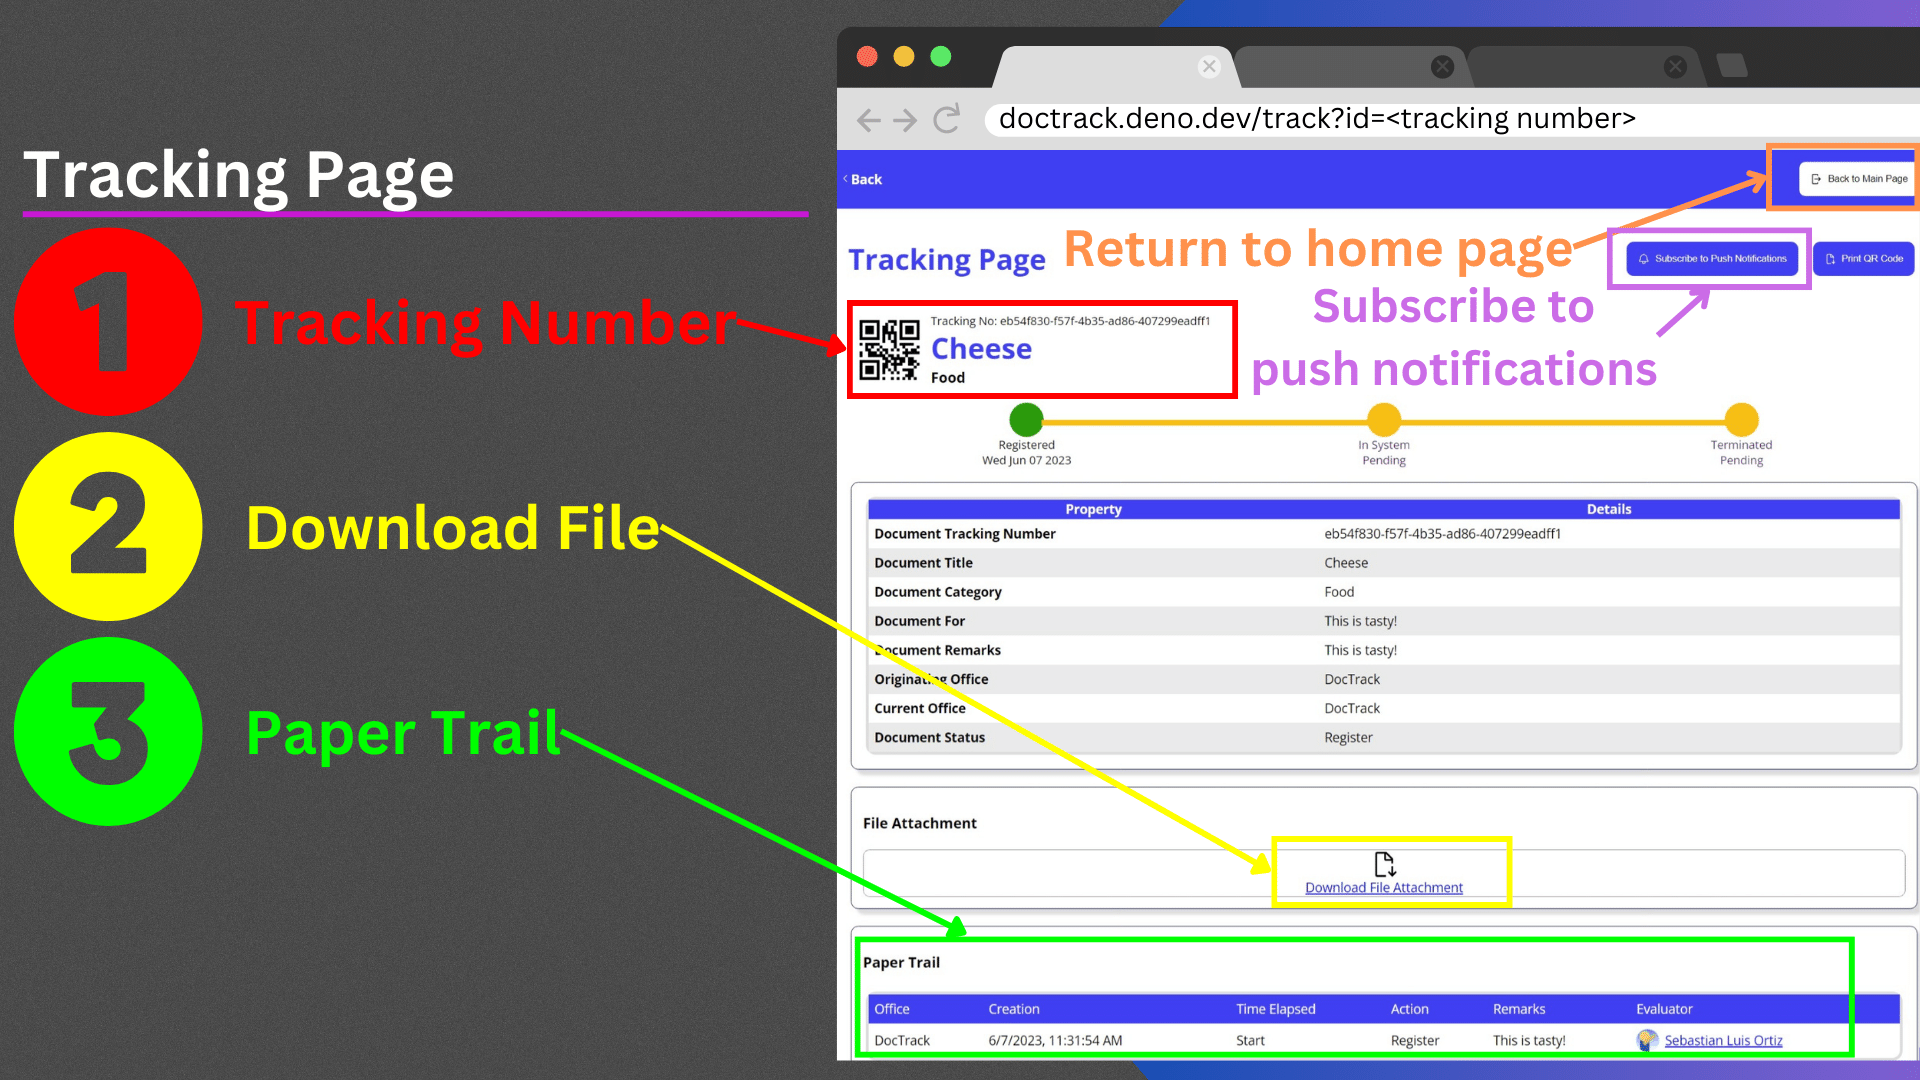 Tracking Page
1
Tracking Number
2
Download File
3
Paper Trail
doctrack.deno.dev/track?id=<tracking number>
Back
Back to Main Page
Tracking Page
Return to home page
Subscribe to Push Notifications
Print QR Code
Subscribe to
push notifications
Tracking No: eb54f830-f57f-4b35-ad86-407299eadff1
Cheese
Food
Registered
Wed Jun 07 2023
In System
Pending
Terminated
Pending
Property Details
Document Tracking Number eb54f830-f57f-4b35-ad86-407299eadff1
Document Title Cheese
Document Category Food
Document For This is tasty!
Document Remarks This is tasty!
Originating Office DocTrack
Current Office DocTrack
Document Status Register
File Attachment
Download File Attachment
Paper Trail
Office Creation Time Elapsed Action Remarks Evaluator
DocTrack 6/7/2023, 11:31:54 AM Start Register This is tasty! Sebastian Luis Ortiz